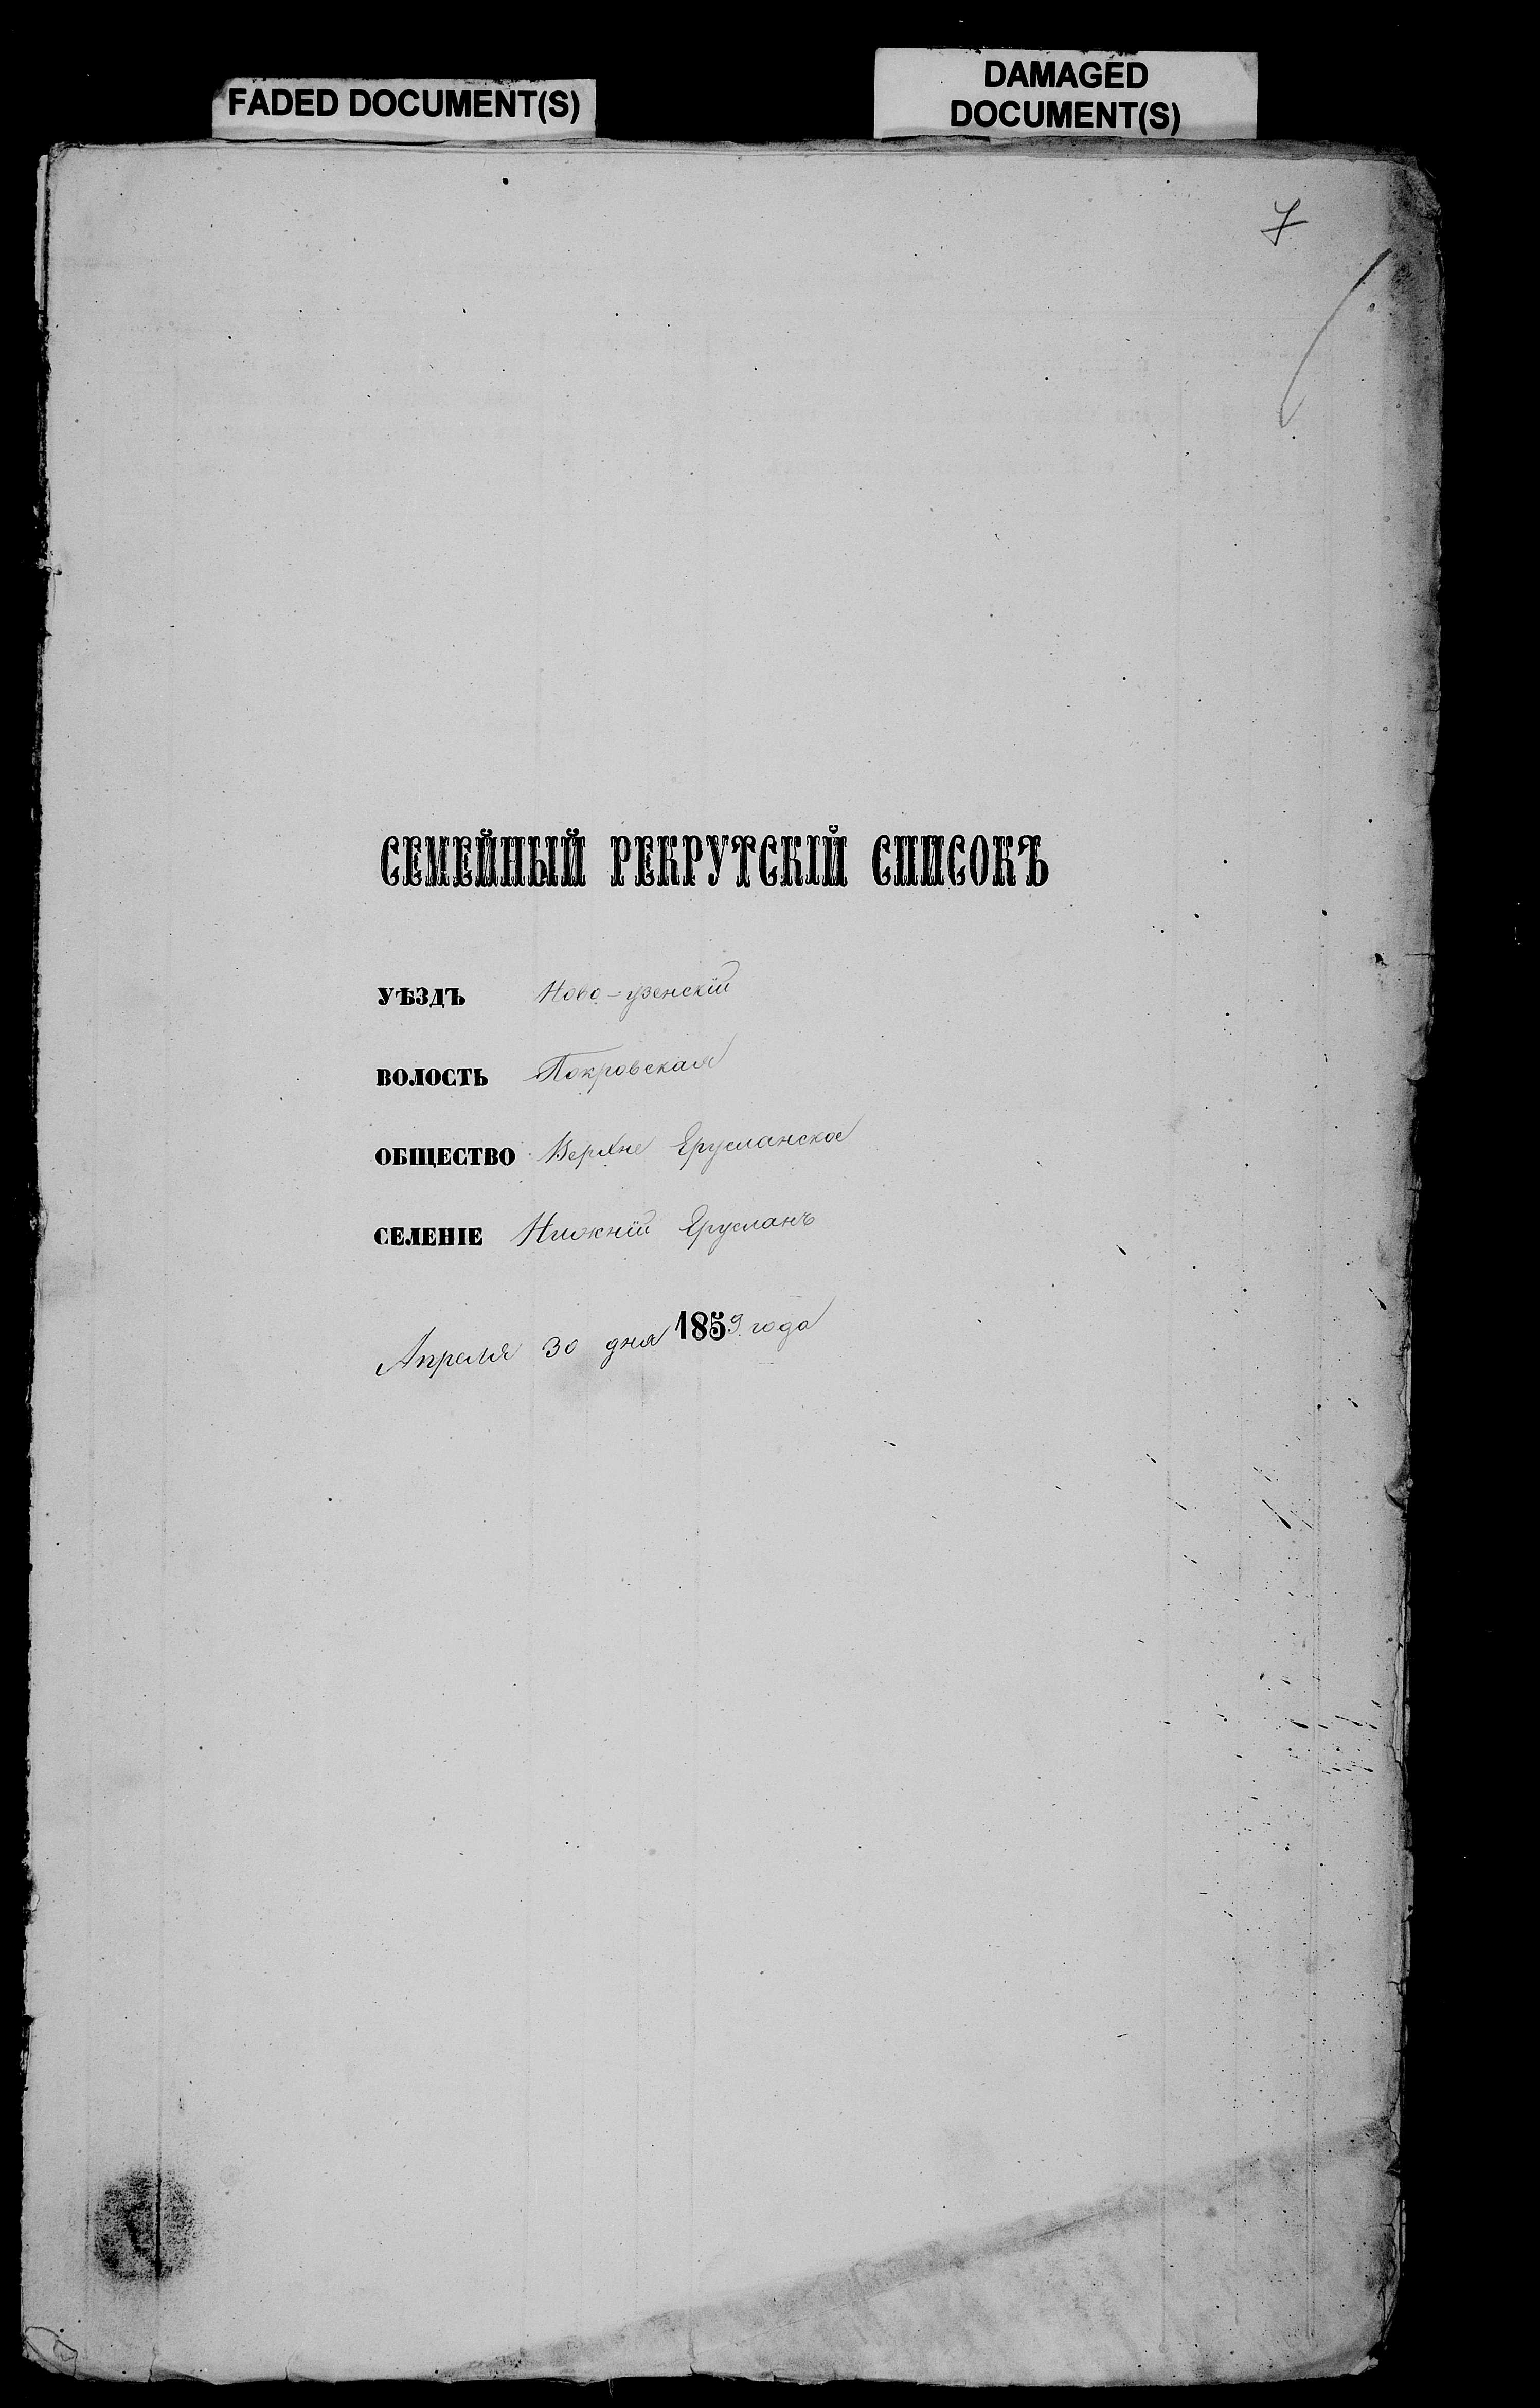 FADED DOCUMENT(S)
DAMAGED
DOCUMENT(S)
7
СЕМЕЙНЫЙ РЕКРУТСКІЙ СПИСОКЪ
УѢЗДЪ Ново-узенскій
ВОЛОСТЬ Покровская
ОБЩЕСТВО Верхне Ерусланское
СЕЛЕНІЕ Нижній Ерусланъ
Апреля 30 дня 1859 года